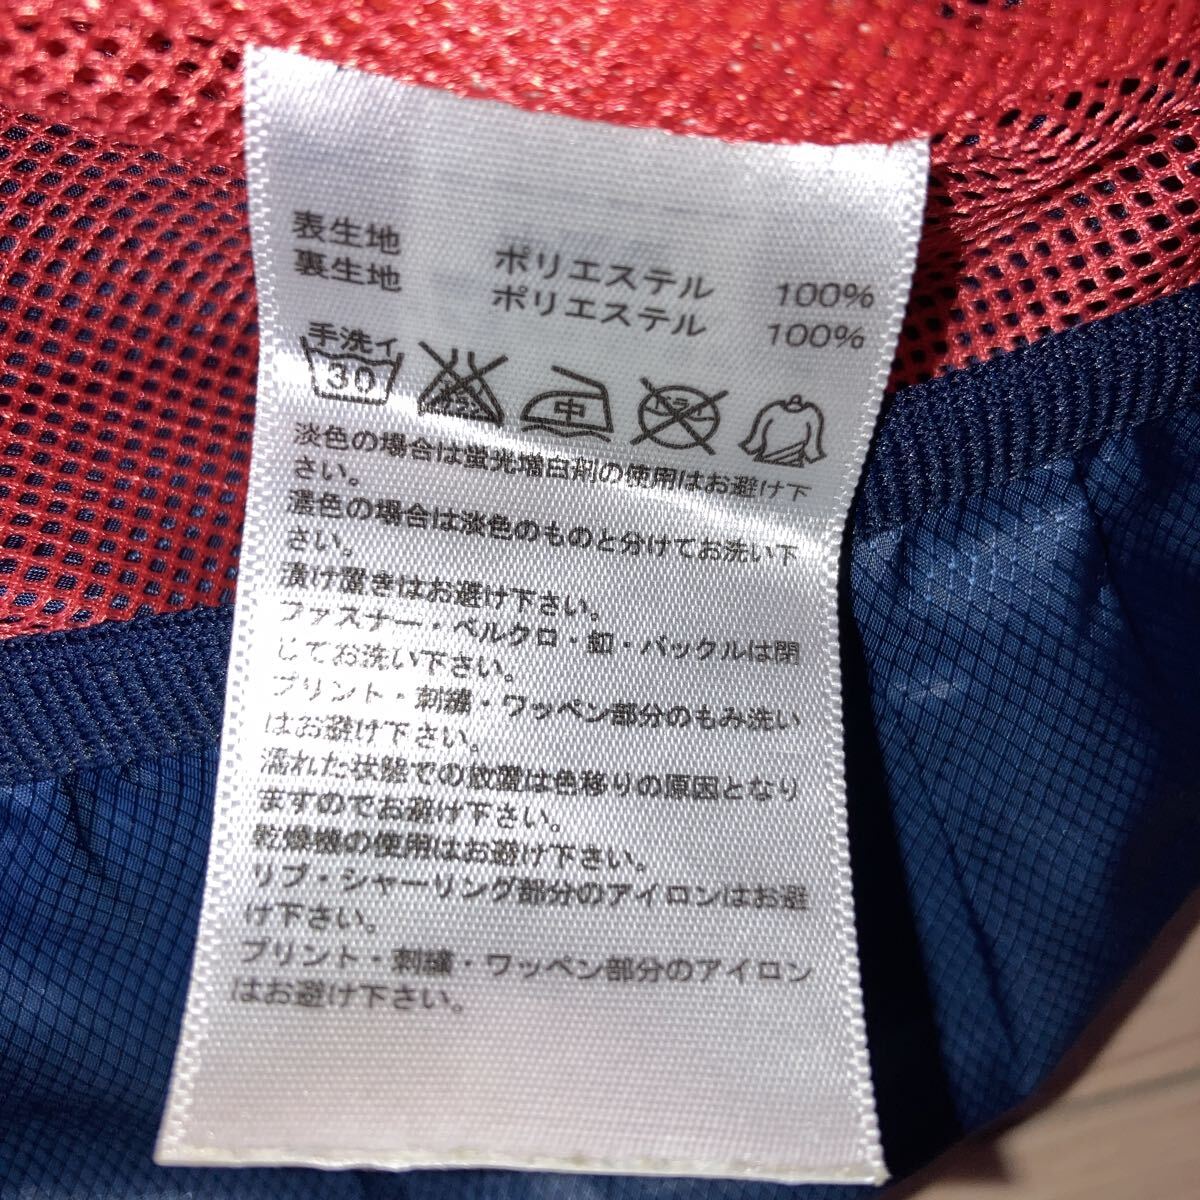 表生地 ポリエステル 100%
裏生地 ポリエステル 100%
手洗イ
30
中
淡色の場合は蛍光増白剤の使用はお避け下
さい。
濃色の場合は淡色のものと分けてお洗い下
さい。
漬け置きはお避け下さい。
ファスナー・ベルクロ・釦・バックルは閉
じてお洗い下さい。
プリント・刺繍・ワッペン部分のもみ洗い
はお避け下さい。
濡れた状態での放置は色移りの原因となり
ますのでお避け下さい。
乾燥機の使用はお避け下さい。
リブ・シャーリング部分のアイロンはお避
け下さい。
プリント・刺繍・ワッペン部分のアイロン
はお避け下さい。